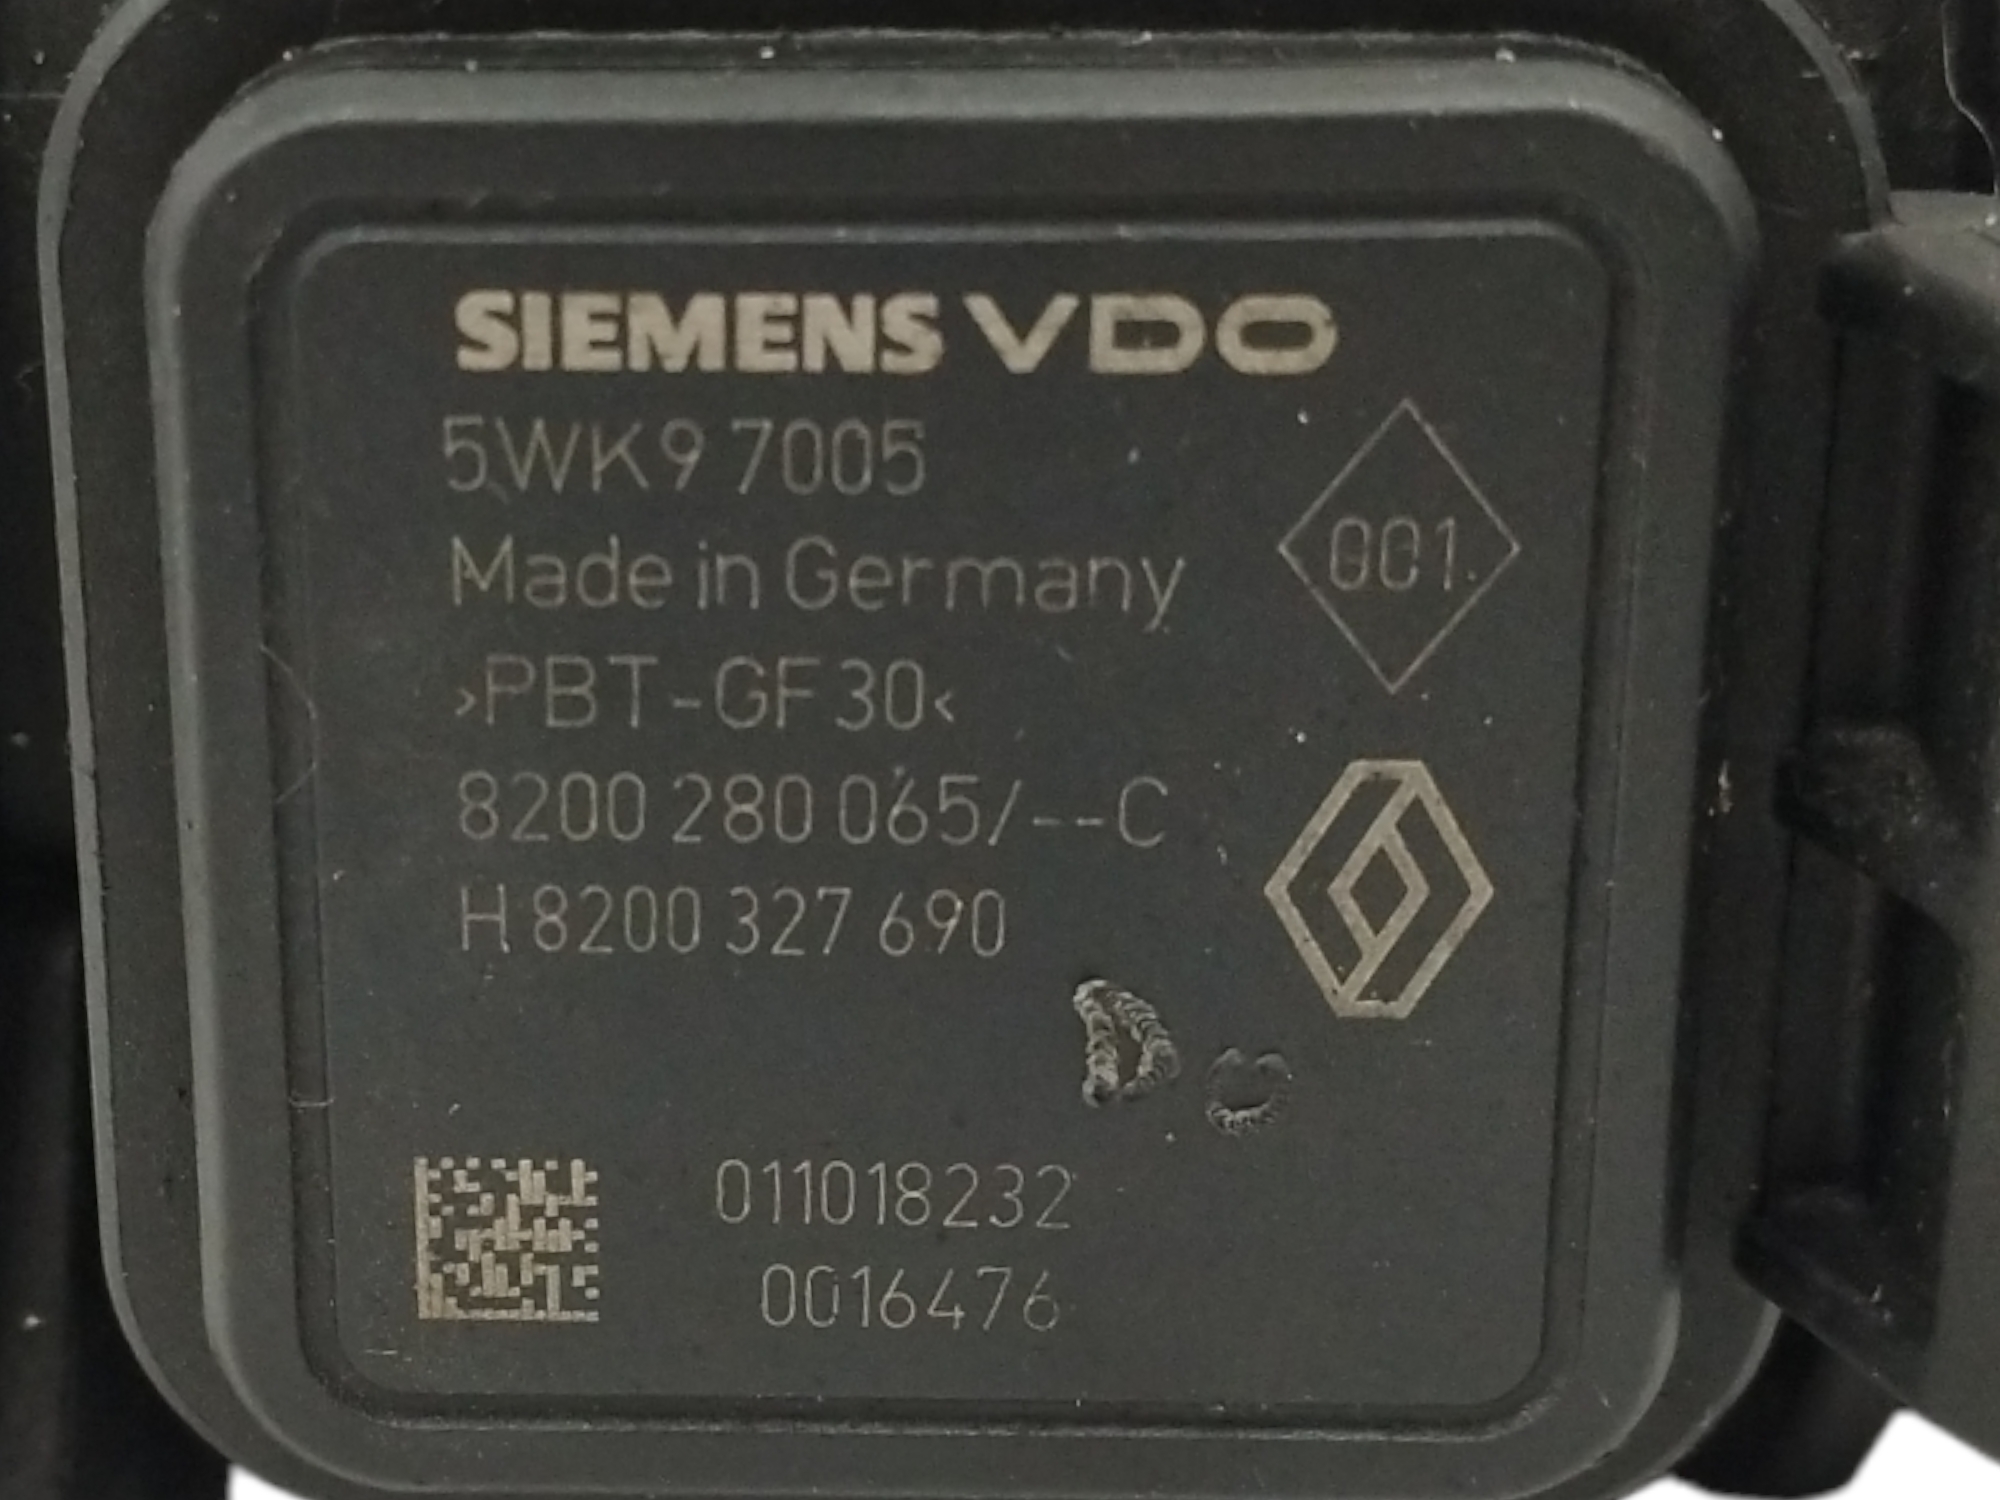 SIEMENS VDO
5WK9 7005
001.
Made in Germany
>PBT-GF30<
8200 280 065/--C
H 8200 327 690
D
011018232
0016476